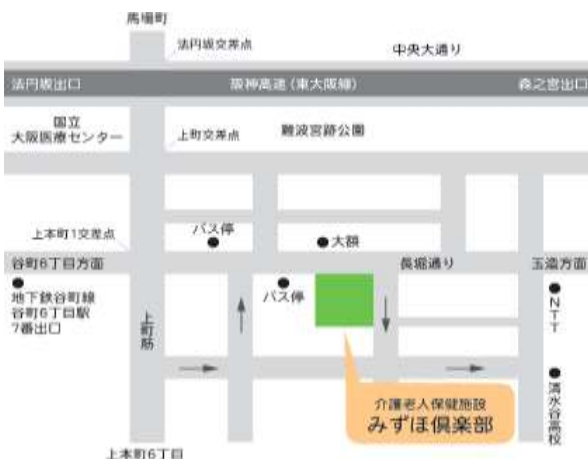 馬場町
法円坂交差点
中央大通り
法円坂出口
阪神高速(東大阪線)
森之宮出口
国立
大阪医療センター
上町交差点
難波宮跡公園
上本町1交差点
バス停
大額
谷町6丁目方面
長堀通り
玉造方面
地下鉄谷町線
谷町6丁目駅
7番出口
上町筋
バス停
NTT
介護老人保健施設
みずほ倶楽部
清水谷高校
上本町6丁目